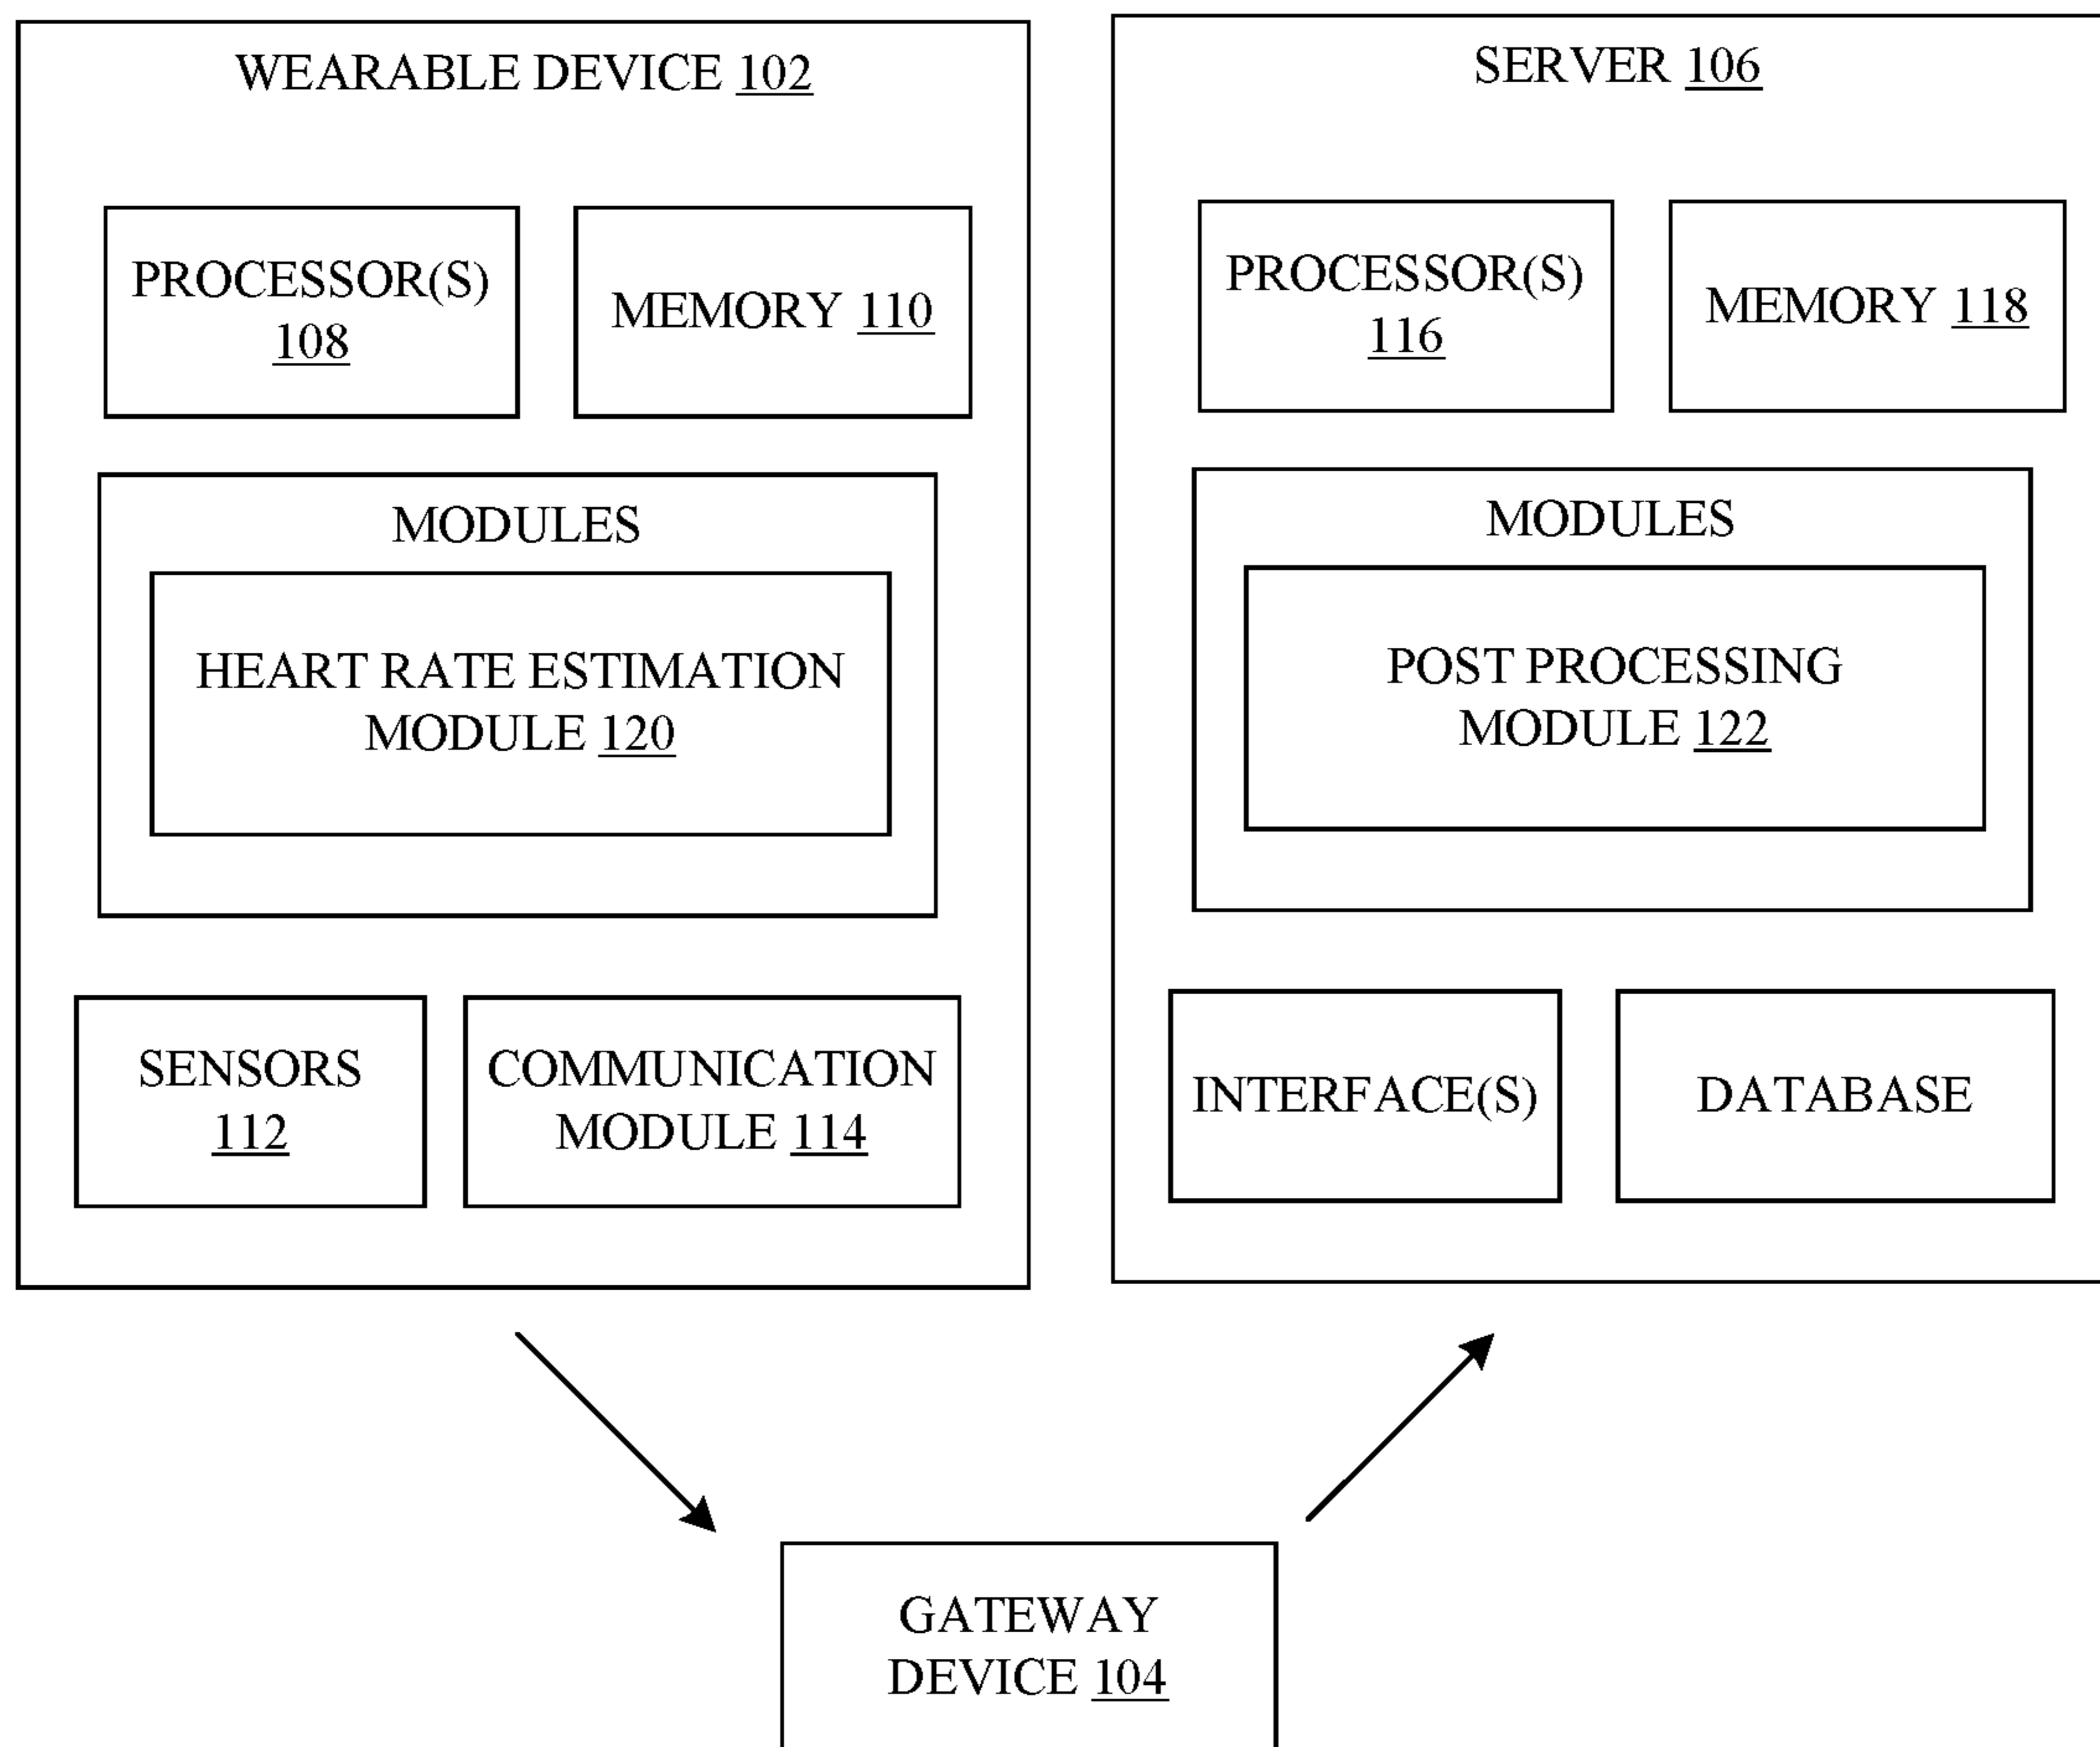 WEARABLE DEVICE 102
PROCESSOR(S)
108
MEMORY 110
MODULES
HEART RATE ESTIMATION
MODULE 120
SENSORS
112
COMMUNICATION
MODULE 114
SERVER 106
PROCESSOR(S)
116
MEMORY 118
MODULES
POST PROCESSING
MODULE 122
INTERFACE(S)
DATABASE
GATEWAY
DEVICE 104